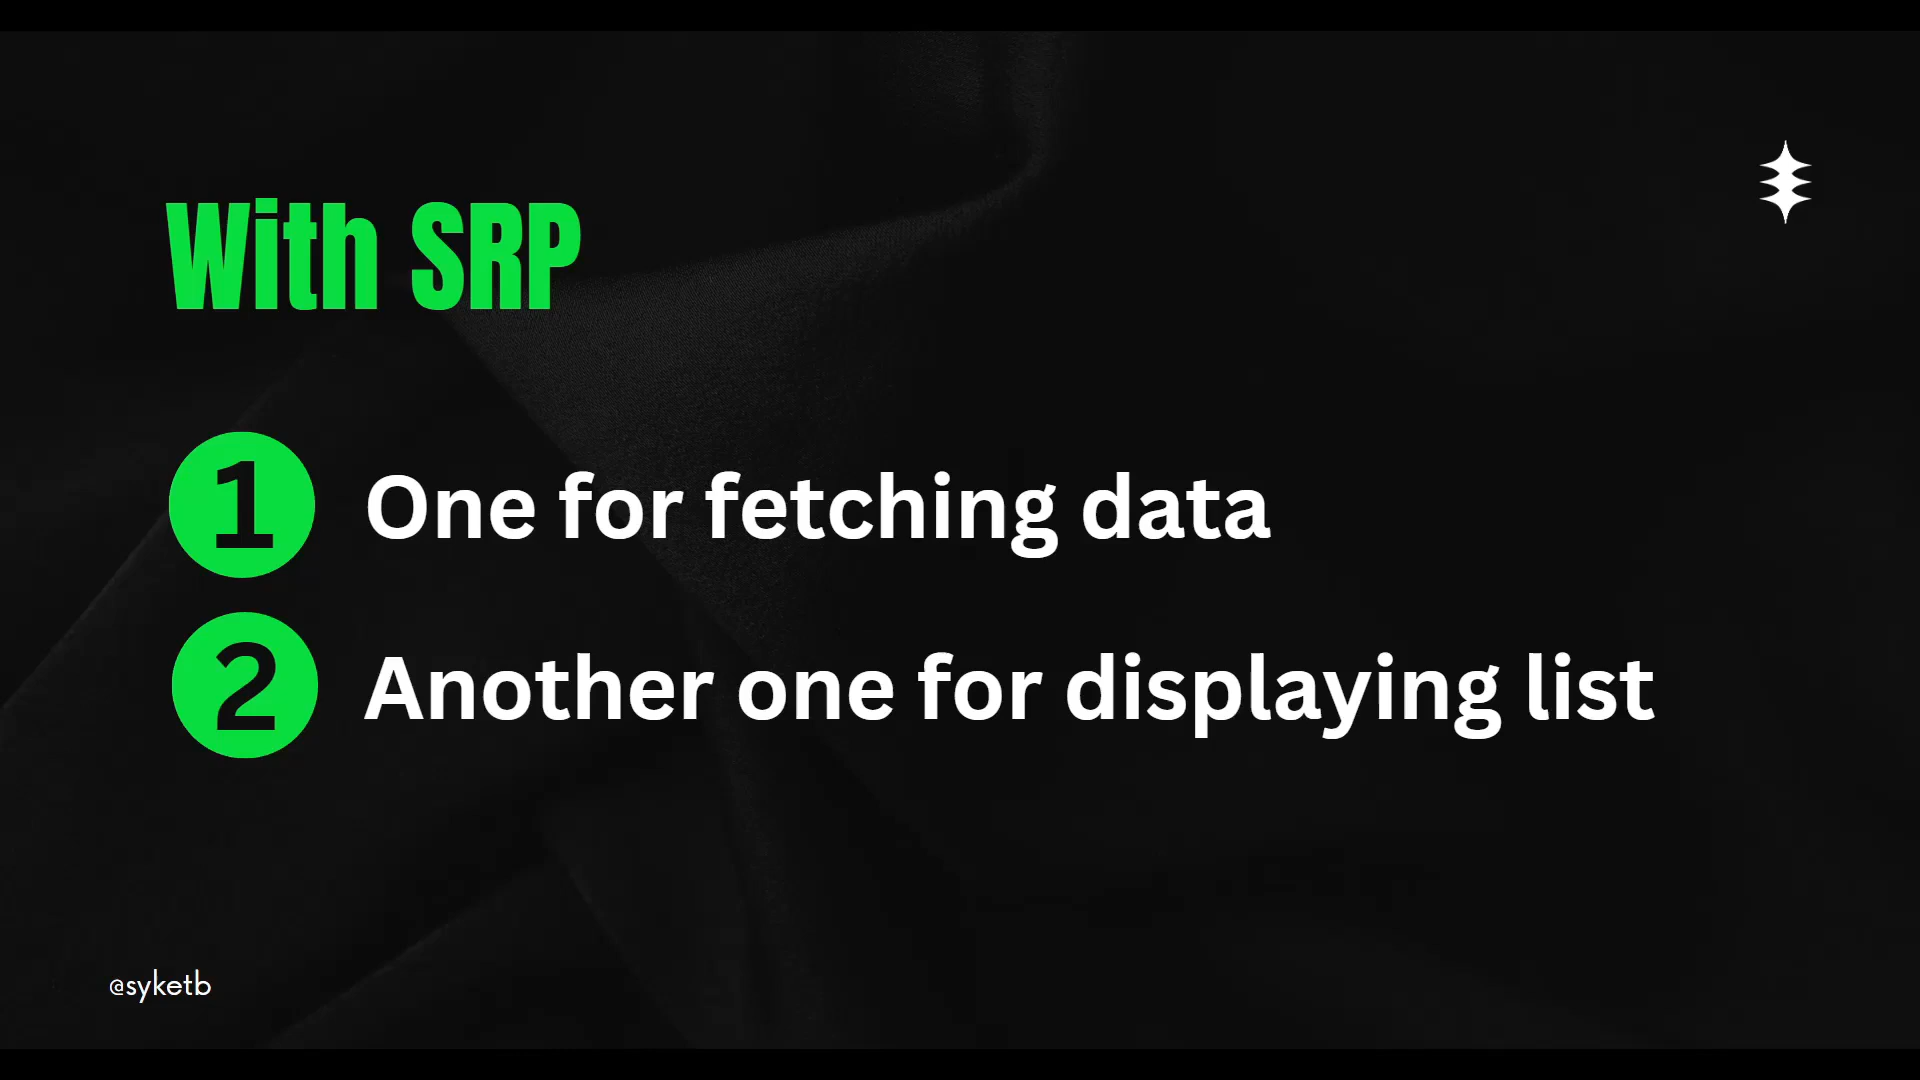 With SRP
1 One for fetching data
2 Another one for displaying list
@syketb